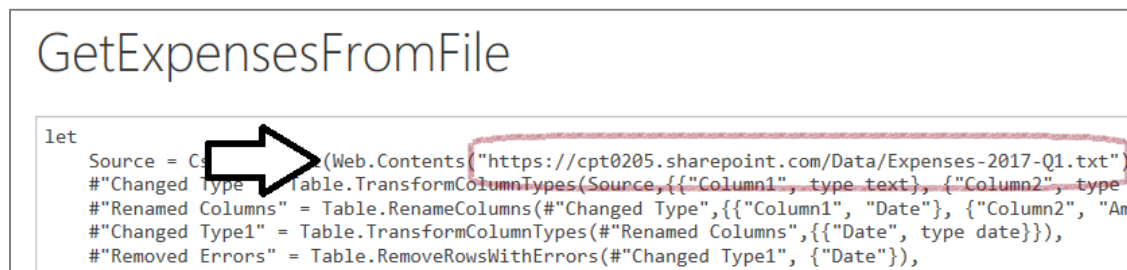 GetExpensesFromFile
let
Source = (Web.Contents("https://cpt0205.sharepoint.com/Data/Expenses-2017-Q1.txt")
#"Changed Type Table.TransformColumnTypes(Source,{{"Column1", type text}, {"Column2", type
#"Renamed Columns" = Table.RenameColumns(#"Changed Type",{{"Column1", "Date"}, {"Column2", "Am
#"Changed Type1" = Table.TransformColumnTypes(#"Renamed Columns",{{"Date", type date}}),
#"Removed Errors" = Table.RemoveRowsWithErrors(#"Changed Type1", {"Date"}),